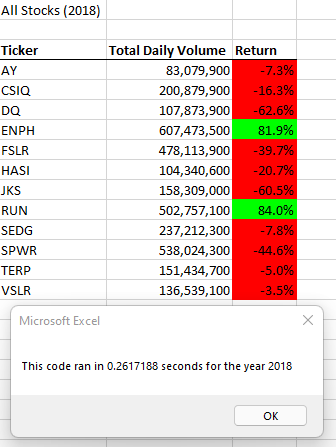 All Stocks (2018)
Ticker Total Daily Volume Return
AY 83,079,900 -7.3%
CSIQ 200,879,900 -16.3%
DQ 107,873,900 -62.6%
ENPH 607,473,500 81.9%
FSLR 478,113,900 -39.7%
HASI 104,340,600 -20.7%
JKS 158,309,000 -60.5%
RUN 502,757,100 84.0%
SEDG 237,212,300 -7.8%
SPWR 538,024,300 -44.6%
TERP 151,434,700 -5.0%
VSLR 136,539,100 -3.5%
Microsoft Excel
This code ran in 0.2617188 seconds for the year 2018
OK